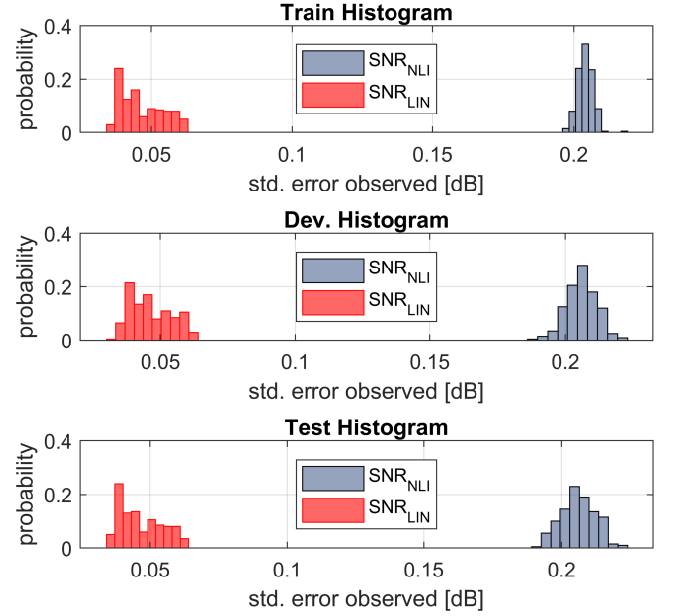 Train Histogram
probability
0.4
0.2
0
SNR_NLI
SNR_LIN
0.05 0.1 0.15 0.2
std. error observed [dB]
Dev. Histogram
probability
0.4
0.2
0
SNR_NLI
SNR_LIN
0.05 0.1 0.15 0.2
std. error observed [dB]
Test Histogram
probability
0.4
0.2
0
SNR_NLI
SNR_LIN
0.05 0.1 0.15 0.2
std. error observed [dB]